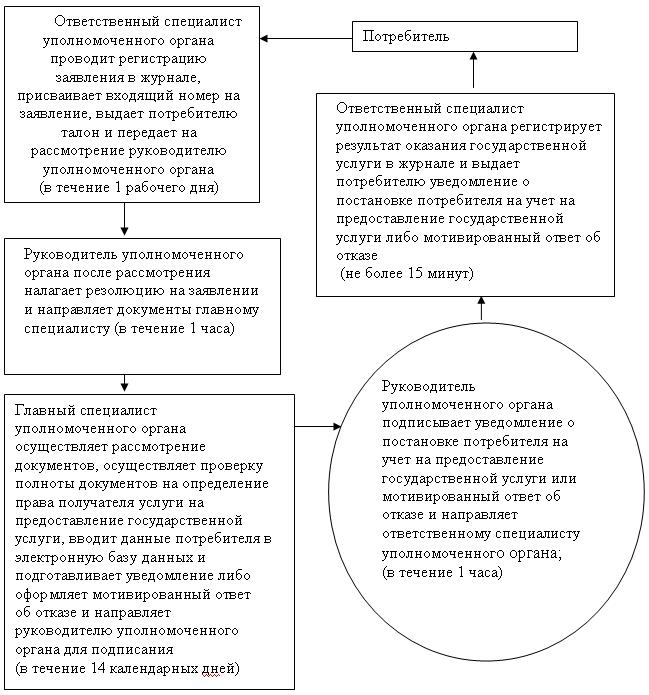 Потребитель
Ответственный специалист
уполномоченного органа
проводит регистрацию
заявления в журнале,
присваивает входящий номер на
заявление, выдает потребителю
талон и передает на
рассмотрение руководителю
уполномоченного органа
(в течение 1 рабочего дня)
Руководитель уполномоченного
органа после рассмотрения
налагает резолюцию на заявлении
и направляет документы главному
специалисту (в течение 1 часа)
Главный специалист
уполномоченного органа
осуществляет рассмотрение
документов, осуществляет проверку
полноты документов на определение
права получателя услуги на
предоставление государственной
услуги, вводит данные потребителя в
электронную базу данных и
подготавливает уведомление либо
оформляет мотивированный ответ
об отказе и направляет
руководителю уполномоченного
органа для подписания
(в течение 14 календарных дней)
Руководитель
уполномоченного органа
подписывает уведомление о
постановке потребителя на
учет на предоставление
государственной услуги или
мотивированный ответ об
отказе и направляет
ответственному специалисту
уполномоченного органа;
(в течение 1 часа)
Ответственный специалист
уполномоченного органа регистрирует
результат оказания государственной
услуги в журнале и выдает
потребителю уведомление о
постановке потребителя на учет на
предоставление государственной
услуги либо мотивированный ответ об
отказе
(не более 15 минут)